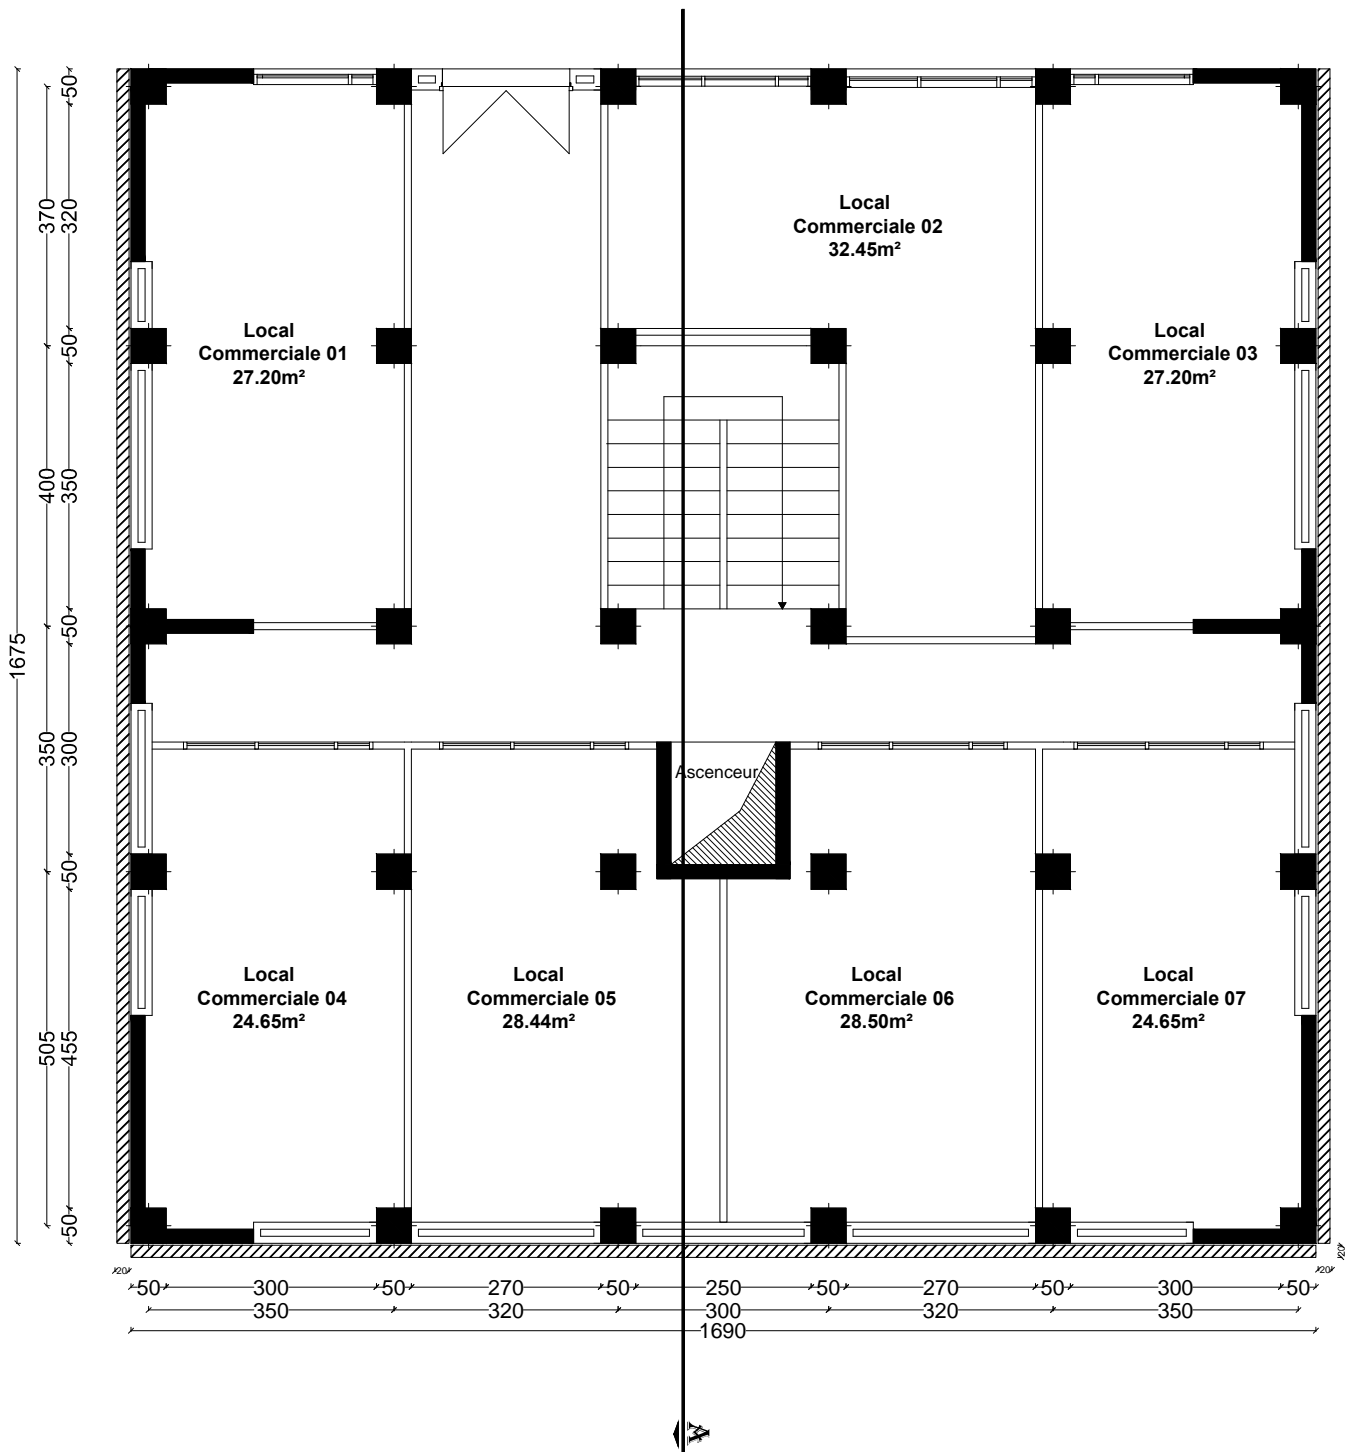 Local
Commerciale 02
32.45m²
Local
Commerciale 01
27.20m²
Local
Commerciale 03
27.20m²
Ascenceur
Local
Commerciale 04
24.65m²
Local
Commerciale 05
28.44m²
Local
Commerciale 06
28.50m²
Local
Commerciale 07
24.65m²
1675
370
400
350
505
50
320
50
350
50
300
50
455
50
20
20
20
50 300 50 270 50 250 50 270 50 300 50
350 320 300 320 350
1690
A